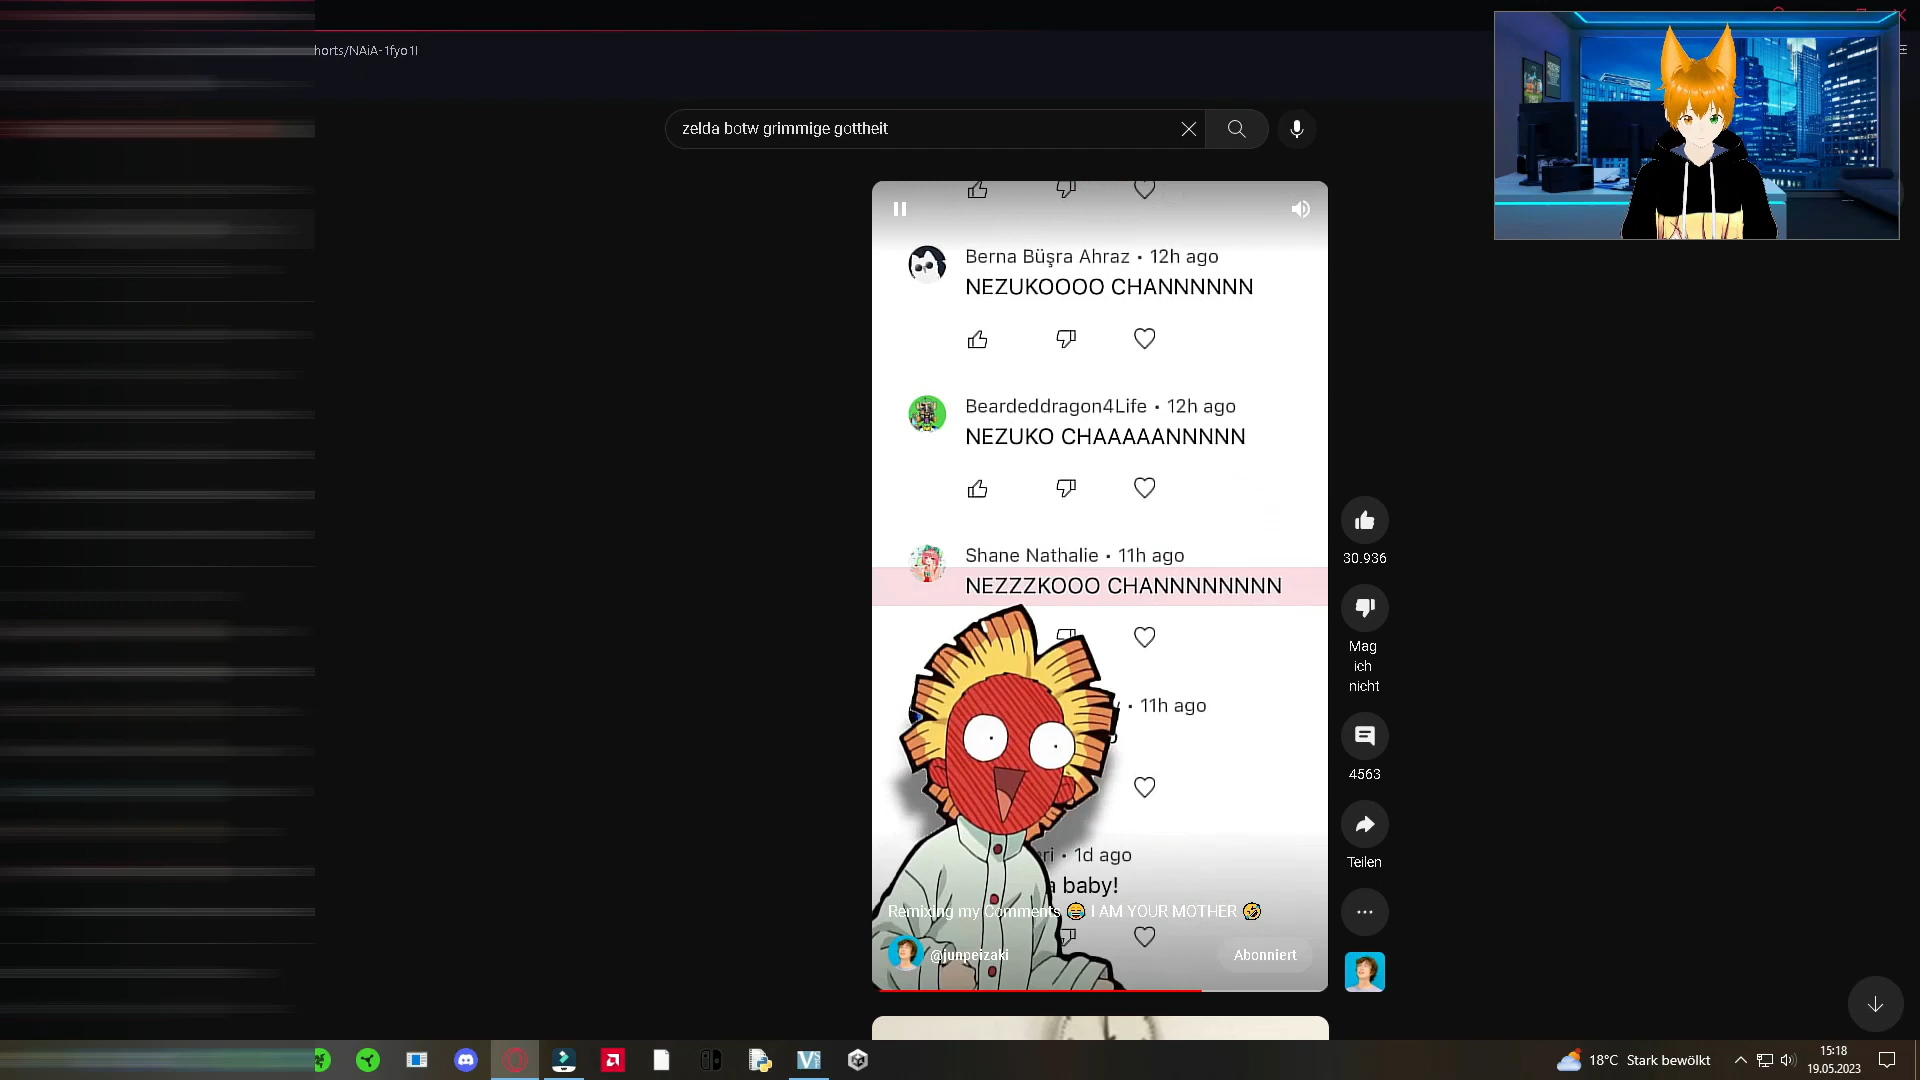 horts/NAiA-1fyo1I
zelda botw grimmige gottheit
Berna Büşra Ahraz • 12h ago
NEZUKOOOO CHANNNNNN
Beardeddragon4Life • 12h ago
NEZUKO CHAAAAANNNNN
Shane Nathalie • 11h ago
NEZZZKOOO CHANNNNNNNN
• 11h ago
ri • 1d ago
a baby!
Remixing my Comments 😂 I AM YOUR MOTHER 🤣
@junpeizaki
Abonniert
30.936
Mag
ich
nicht
4563
Teilen
18°C Stark bewölkt
15:18
19.05.2023